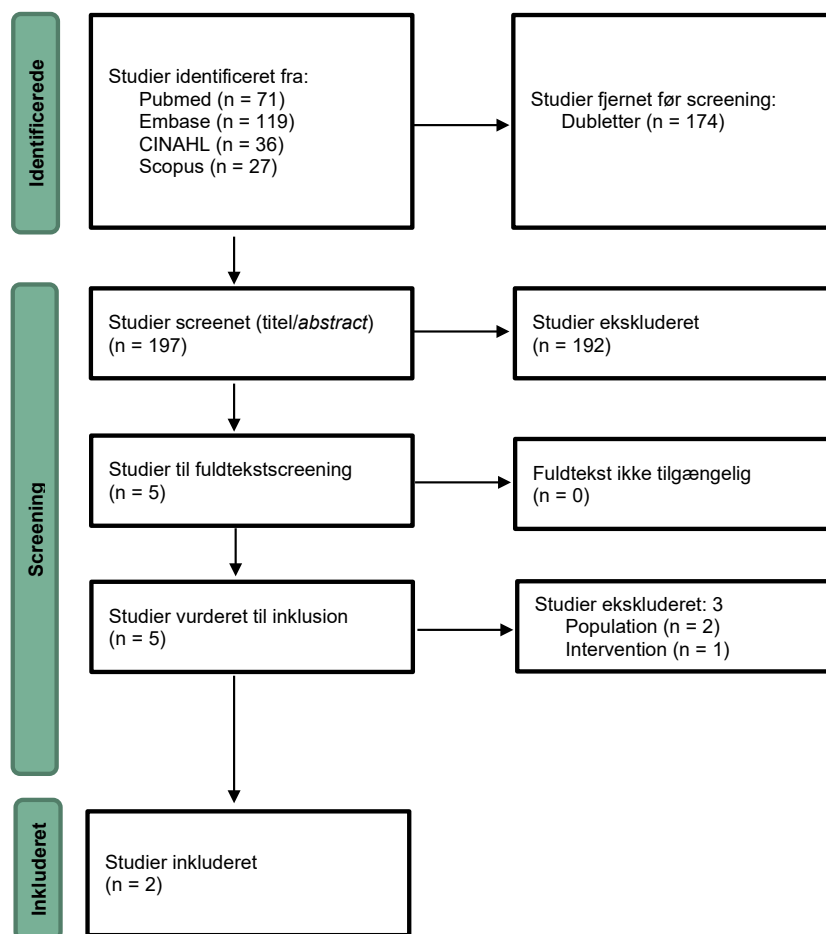 Identificerede
Studier identificeret fra:
Pubmed (n = 71)
Embase (n = 119)
CINAHL (n = 36)
Scopus (n = 27)
Studier fjernet før screening:
Dubletter (n = 174)
Screening
Studier screenet (titel/abstract)
(n = 197)
Studier ekskluderet
(n = 192)
Studier til fuldtekstscreening
(n = 5)
Fuldtekst ikke tilgængelig
(n = 0)
Studier vurderet til inklusion
(n = 5)
Studier ekskluderet: 3
Population (n = 2)
Intervention (n = 1)
Inkluderet
Studier inkluderet
(n = 2)